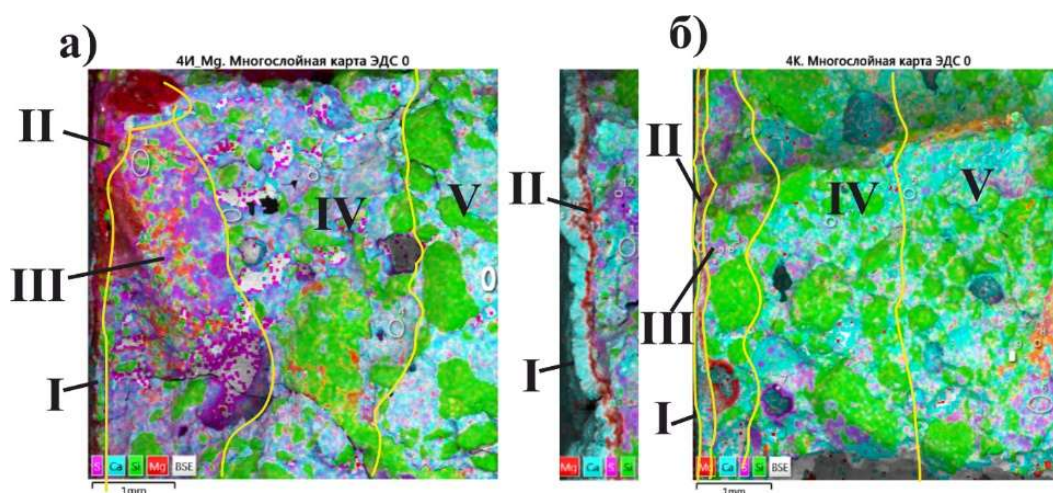 а)
4И_Mg. Многослойная карта ЭДС 0
II
III
I
IV
V
S Ca Si Mg BSE
1mm
II
I
Mg Ca S Si
б)
4К. Многослойная карта ЭДС 0
II
III
I
IV
V
Mg Ca S Si BSE
1mm